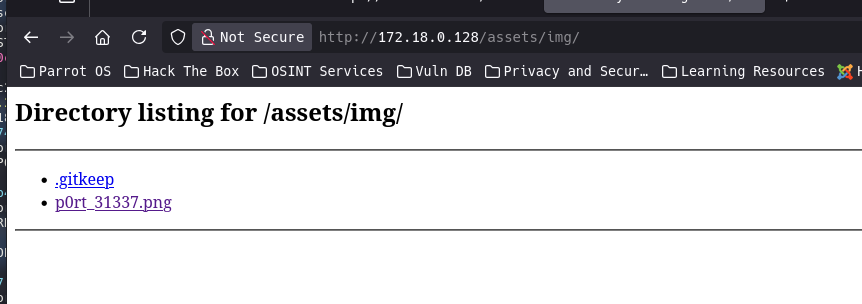 Not Secure http://172.18.0.128/assets/img/
Parrot OS Hack The Box OSINT Services Vuln DB Privacy and Secur… Learning Resources H
Directory listing for /assets/img/
.gitkeep
p0rt_31337.png